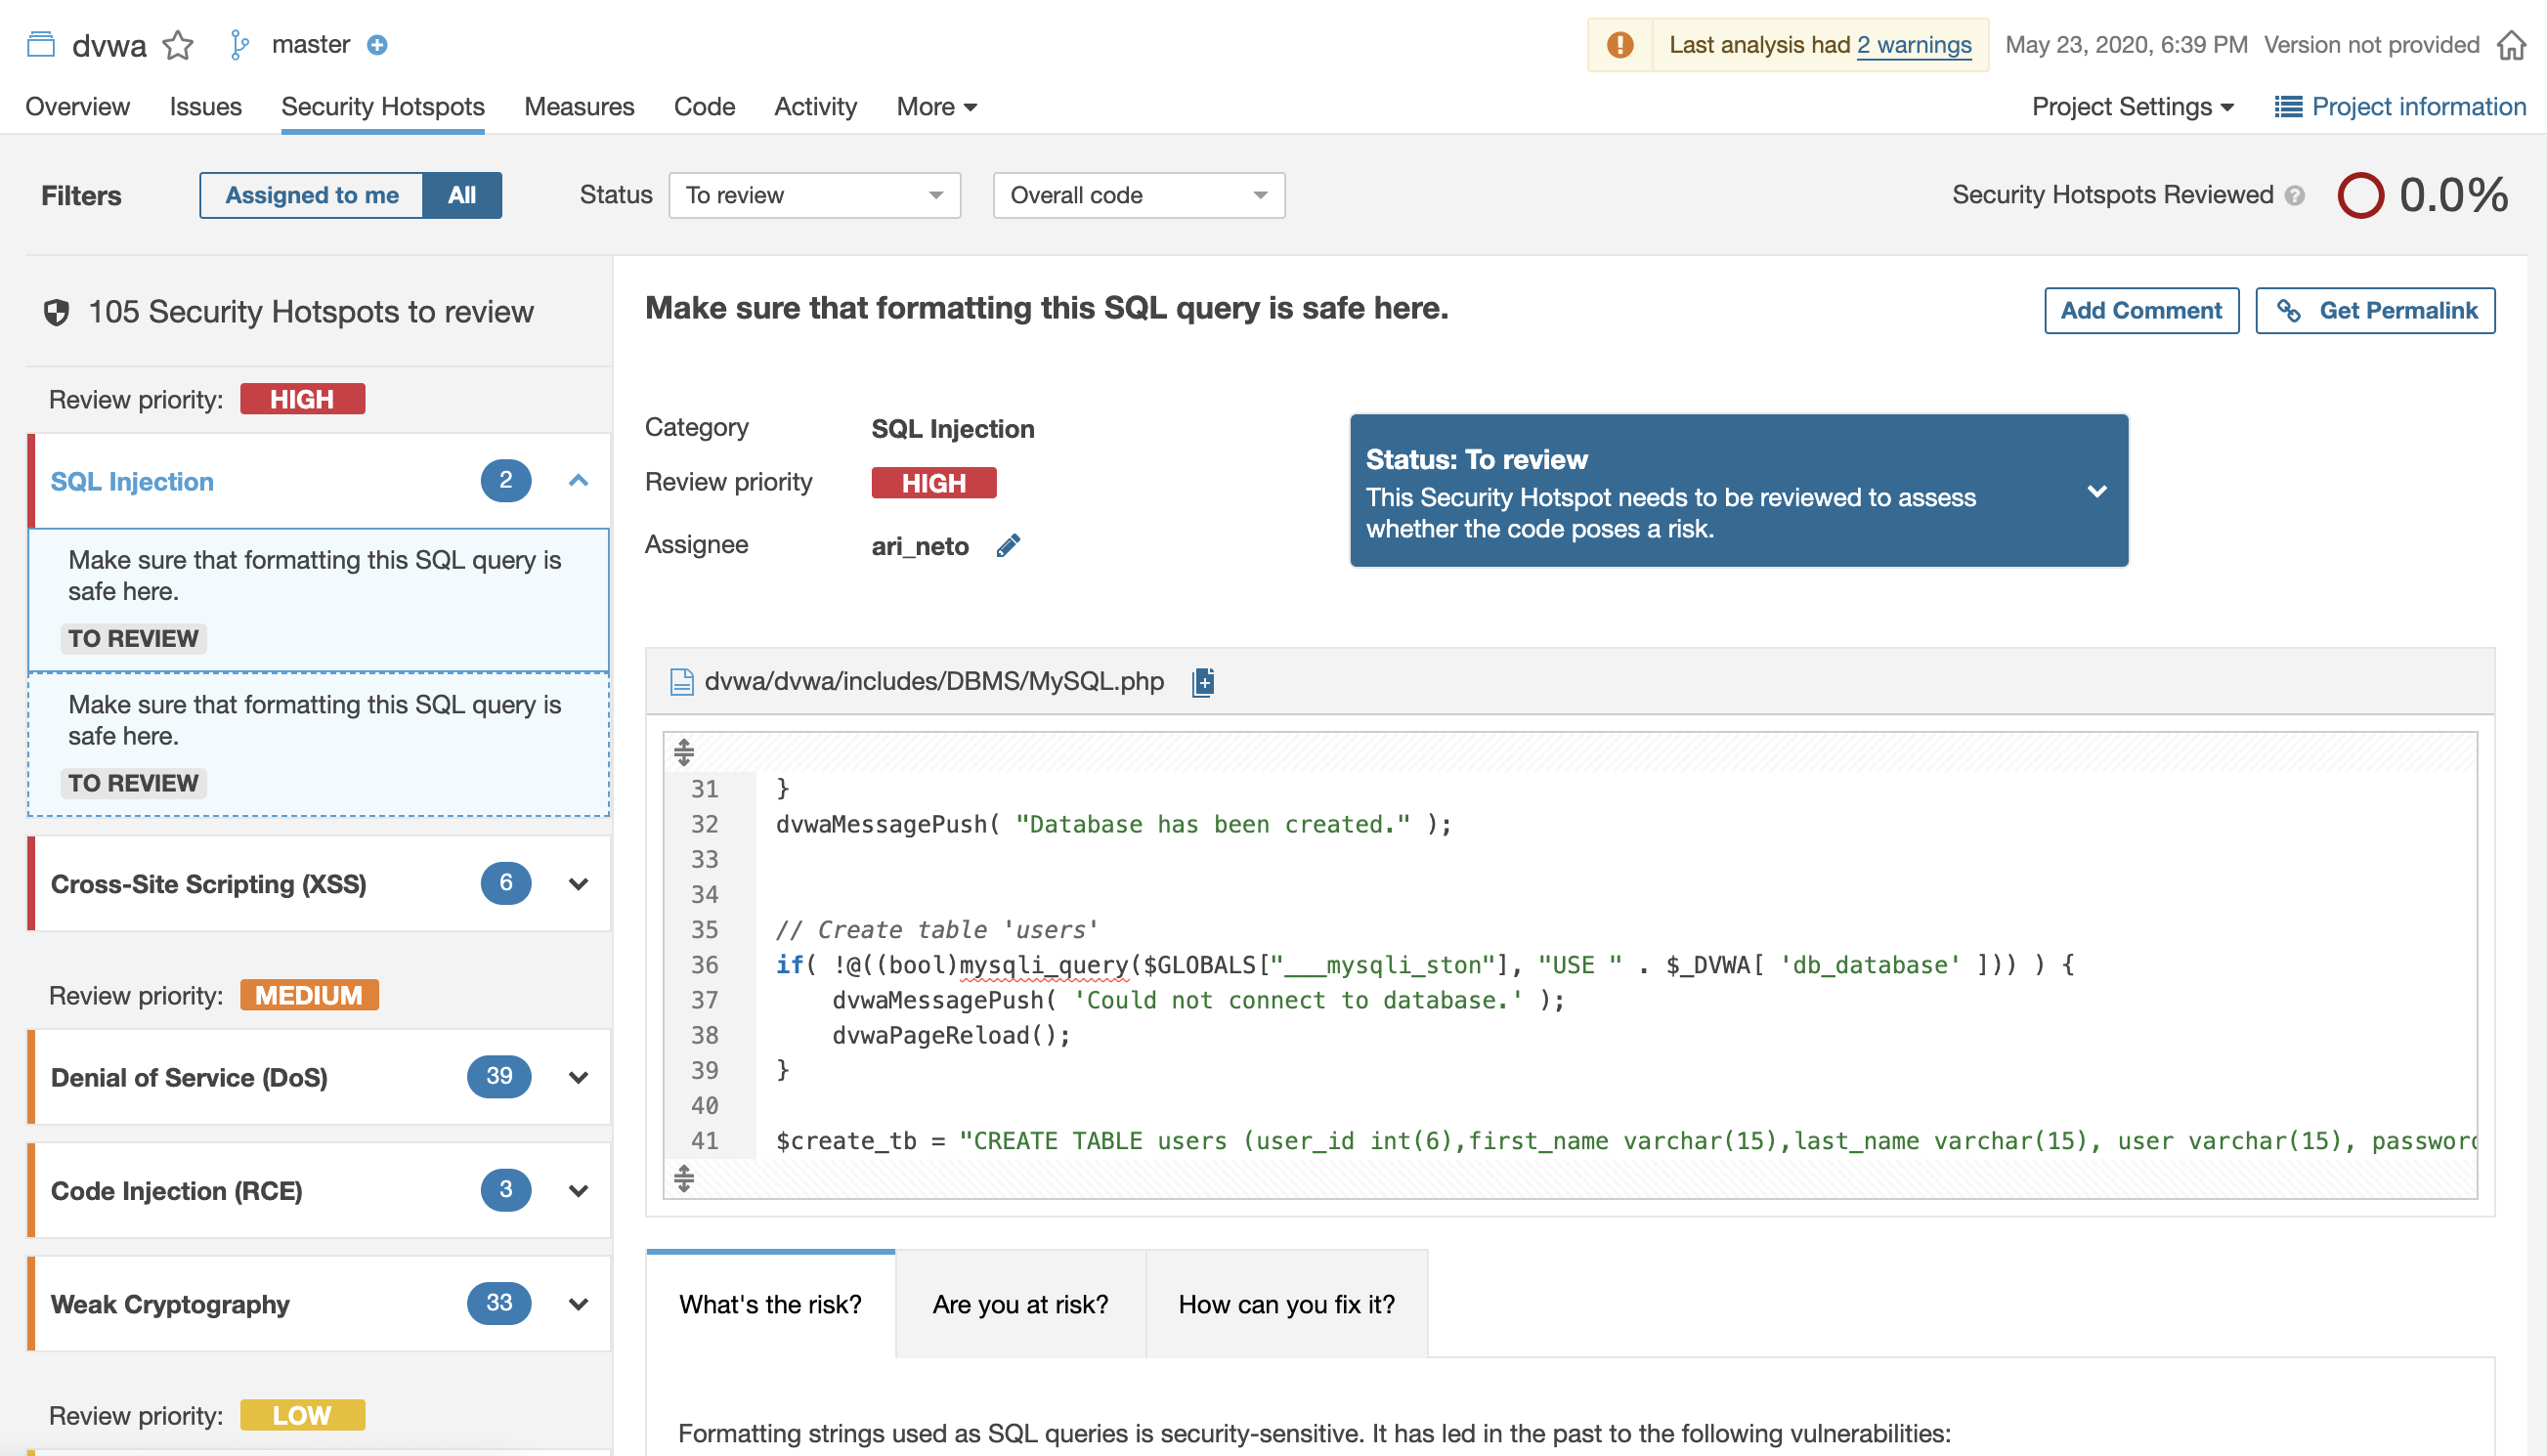 dvwa master
Last analysis had 2 warnings May 23, 2020, 6:39 PM Version not provided
Overview Issues Security Hotspots Measures Code Activity More
Project Settings Project information
Filters Assigned to me All Status To review Overall code
Security Hotspots Reviewed ? 0.0%
105 Security Hotspots to review
Review priority: HIGH
SQL Injection 2
Make sure that formatting this SQL query is
safe here.
TO REVIEW
Make sure that formatting this SQL query is
safe here.
TO REVIEW
Cross-Site Scripting (XSS) 6
Review priority: MEDIUM
Denial of Service (DoS) 39
Code Injection (RCE) 3
Weak Cryptography 33
Review priority: LOW
Make sure that formatting this SQL query is safe here.
Add Comment Get Permalink
Category SQL Injection
Review priority HIGH
Assignee ari_neto
Status: To review
This Security Hotspot needs to be reviewed to assess
whether the code poses a risk.
dvwa/dvwa/includes/DBMS/MySQL.php
31 }
32 dvwaMessagePush( "Database has been created." );
33
34
35 // Create table 'users'
36 if( !@((bool)mysqli_query($GLOBALS["___mysqli_ston"], "USE " . $_DVWA[ 'db_database' ])) ) {
37 dvwaMessagePush( 'Could not connect to database.' );
38 dvwaPageReload();
39 }
40
41 $create_tb = "CREATE TABLE users (user_id int(6),first_name varchar(15),last_name varchar(15), user varchar(15), password
What's the risk? Are you at risk? How can you fix it?
Formatting strings used as SQL queries is security-sensitive. It has led in the past to the following vulnerabilities: